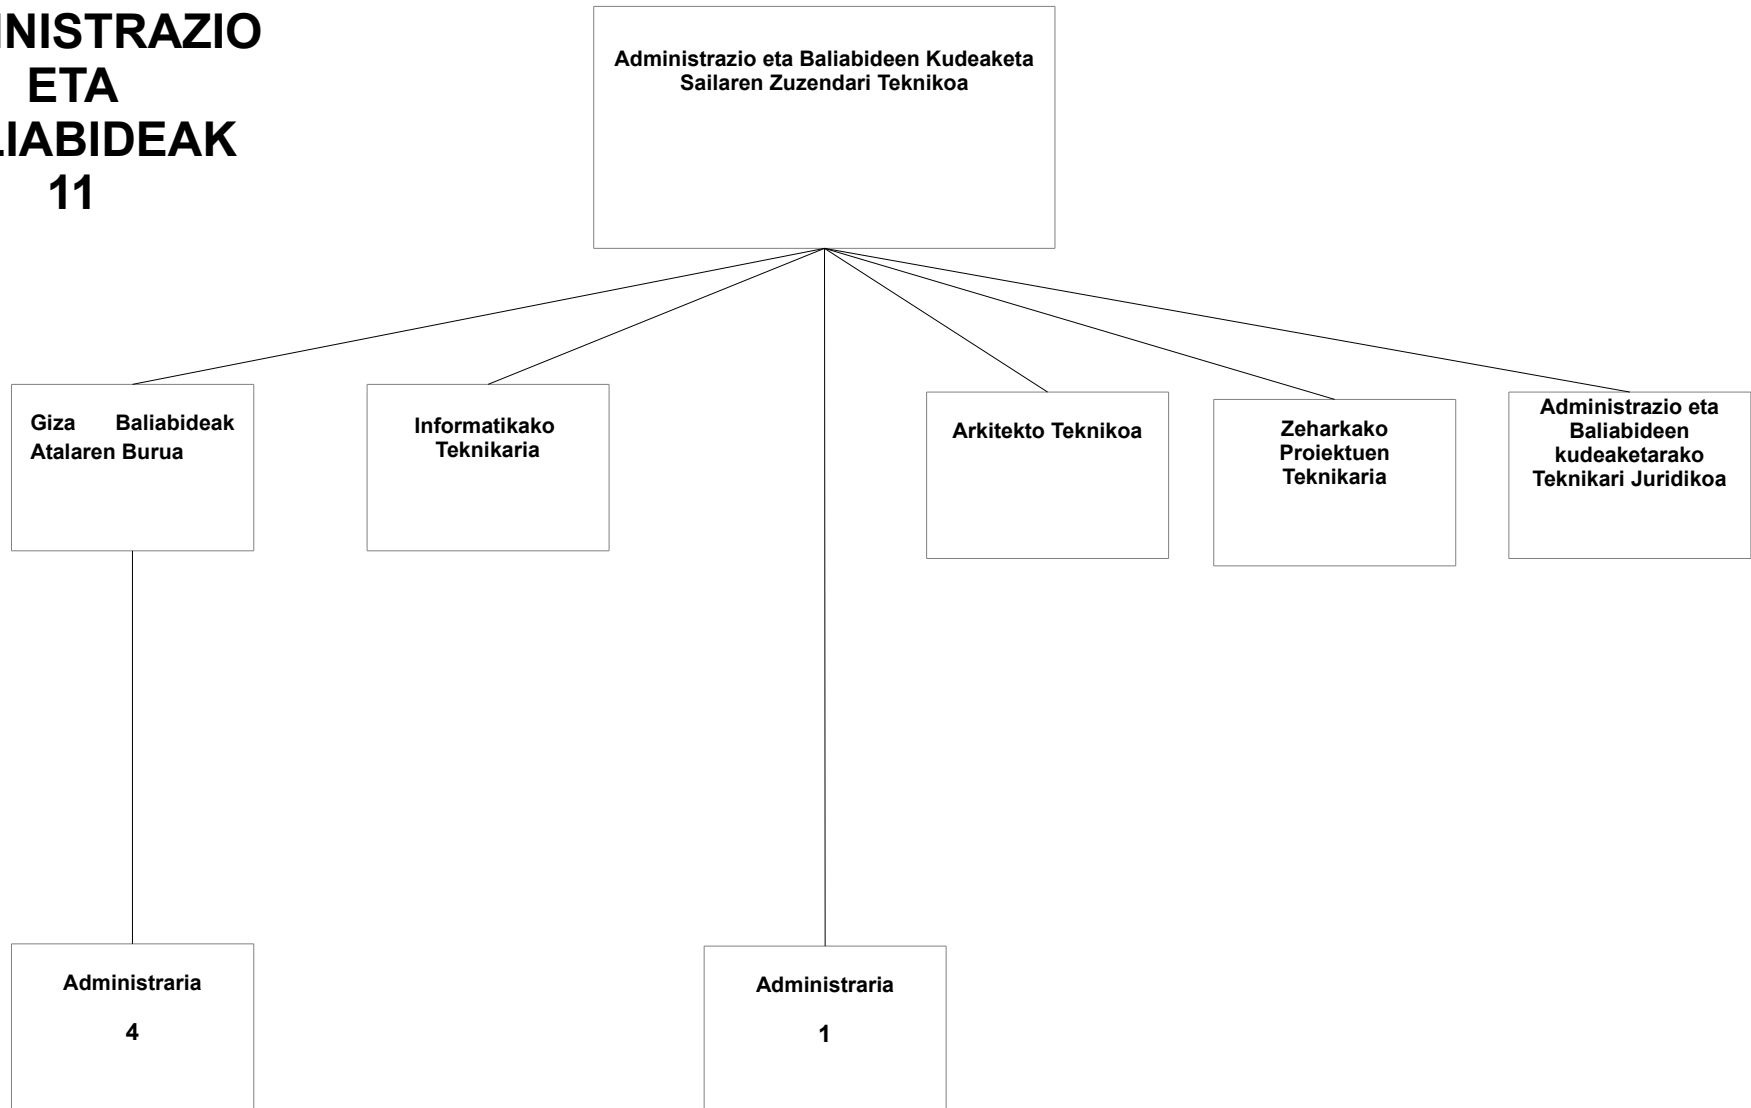 NISTRAZIO
ETA
LIABIDEAK
11
Administrazio eta Baliabideen Kudeaketa
Sailaren Zuzendari Teknikoa
Giza Baliabideak
Atalaren Burua
Informatikako
Teknikaria
Arkitekto Teknikoa
Zeharkako
Proiektuen
Teknikaria
Administrazio eta
Baliabideen
kudeaketarako
Teknikari Juridikoa
Administraria
4
Administraria
1